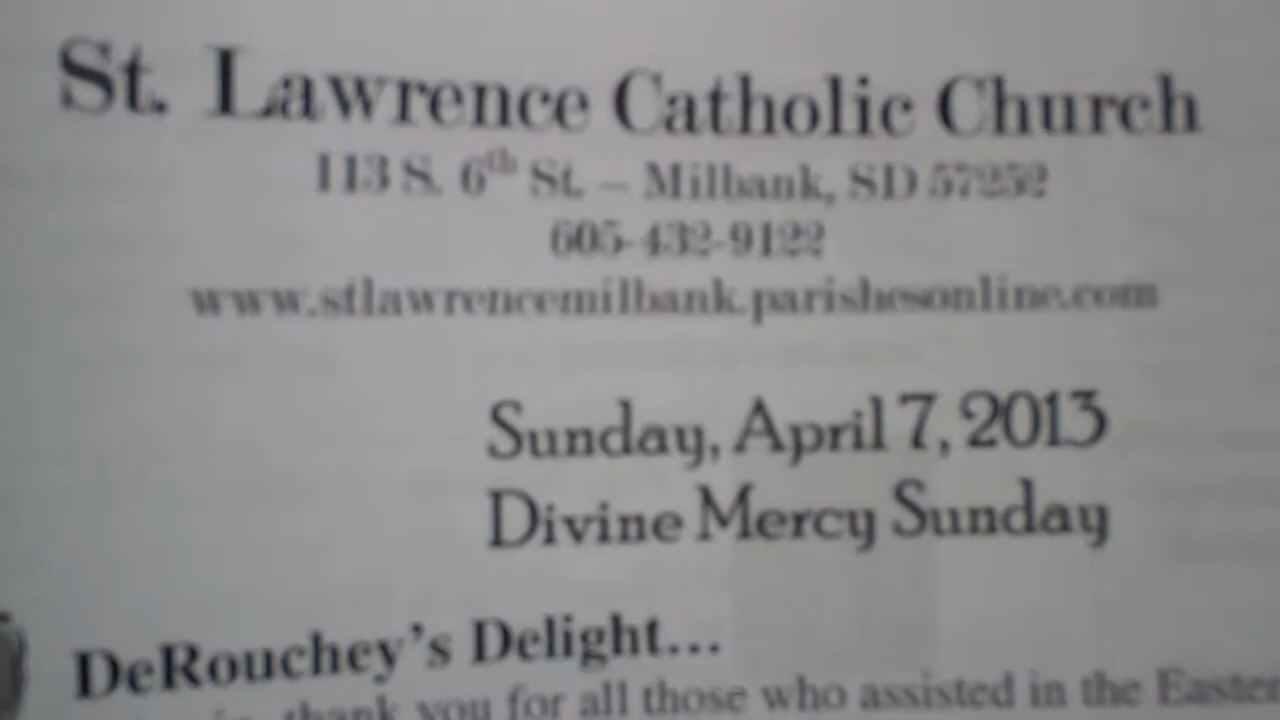 St. Lawrence Catholic Church
113 S. 6th St. – Milbank, SD 57252
605-432-9122
www.stlawrencemilbank.parishesonline.com
Sunday, April 7, 2013
Divine Mercy Sunday
DeRouchey's Delight...
thank you for all those who assisted in the Easter